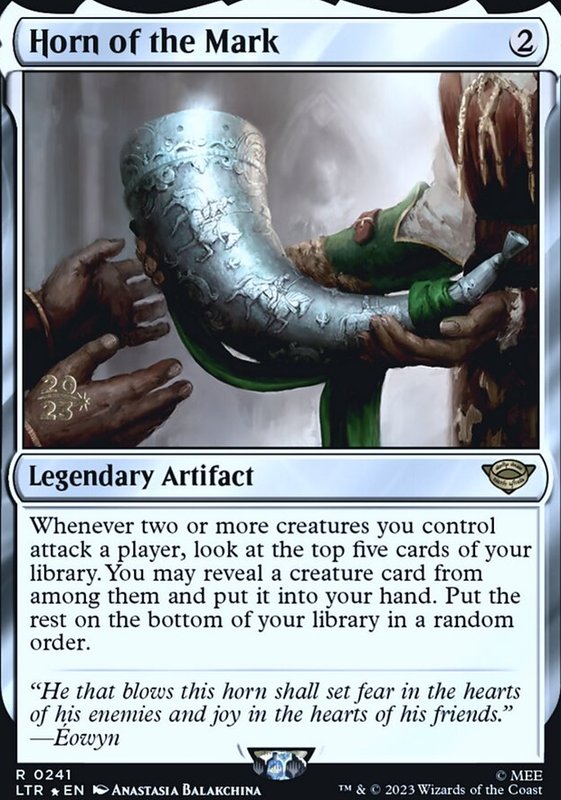 Horn of the Mark
2
20
23
Legendary Artifact
Whenever two or more creatures you control
attack a player, look at the top five cards of your
library. You may reveal a creature card from
among them and put it into your hand. Put the
rest on the bottom of your library in a random
order.
“He that blows this horn shall set fear in the hearts
of his enemies and joy in the hearts of his friends.”
—Éowyn
R 0241
© MEE
LTR ★ EN ANASTASIA BALAKCHINA
™ & © 2023 Wizards of the Coast